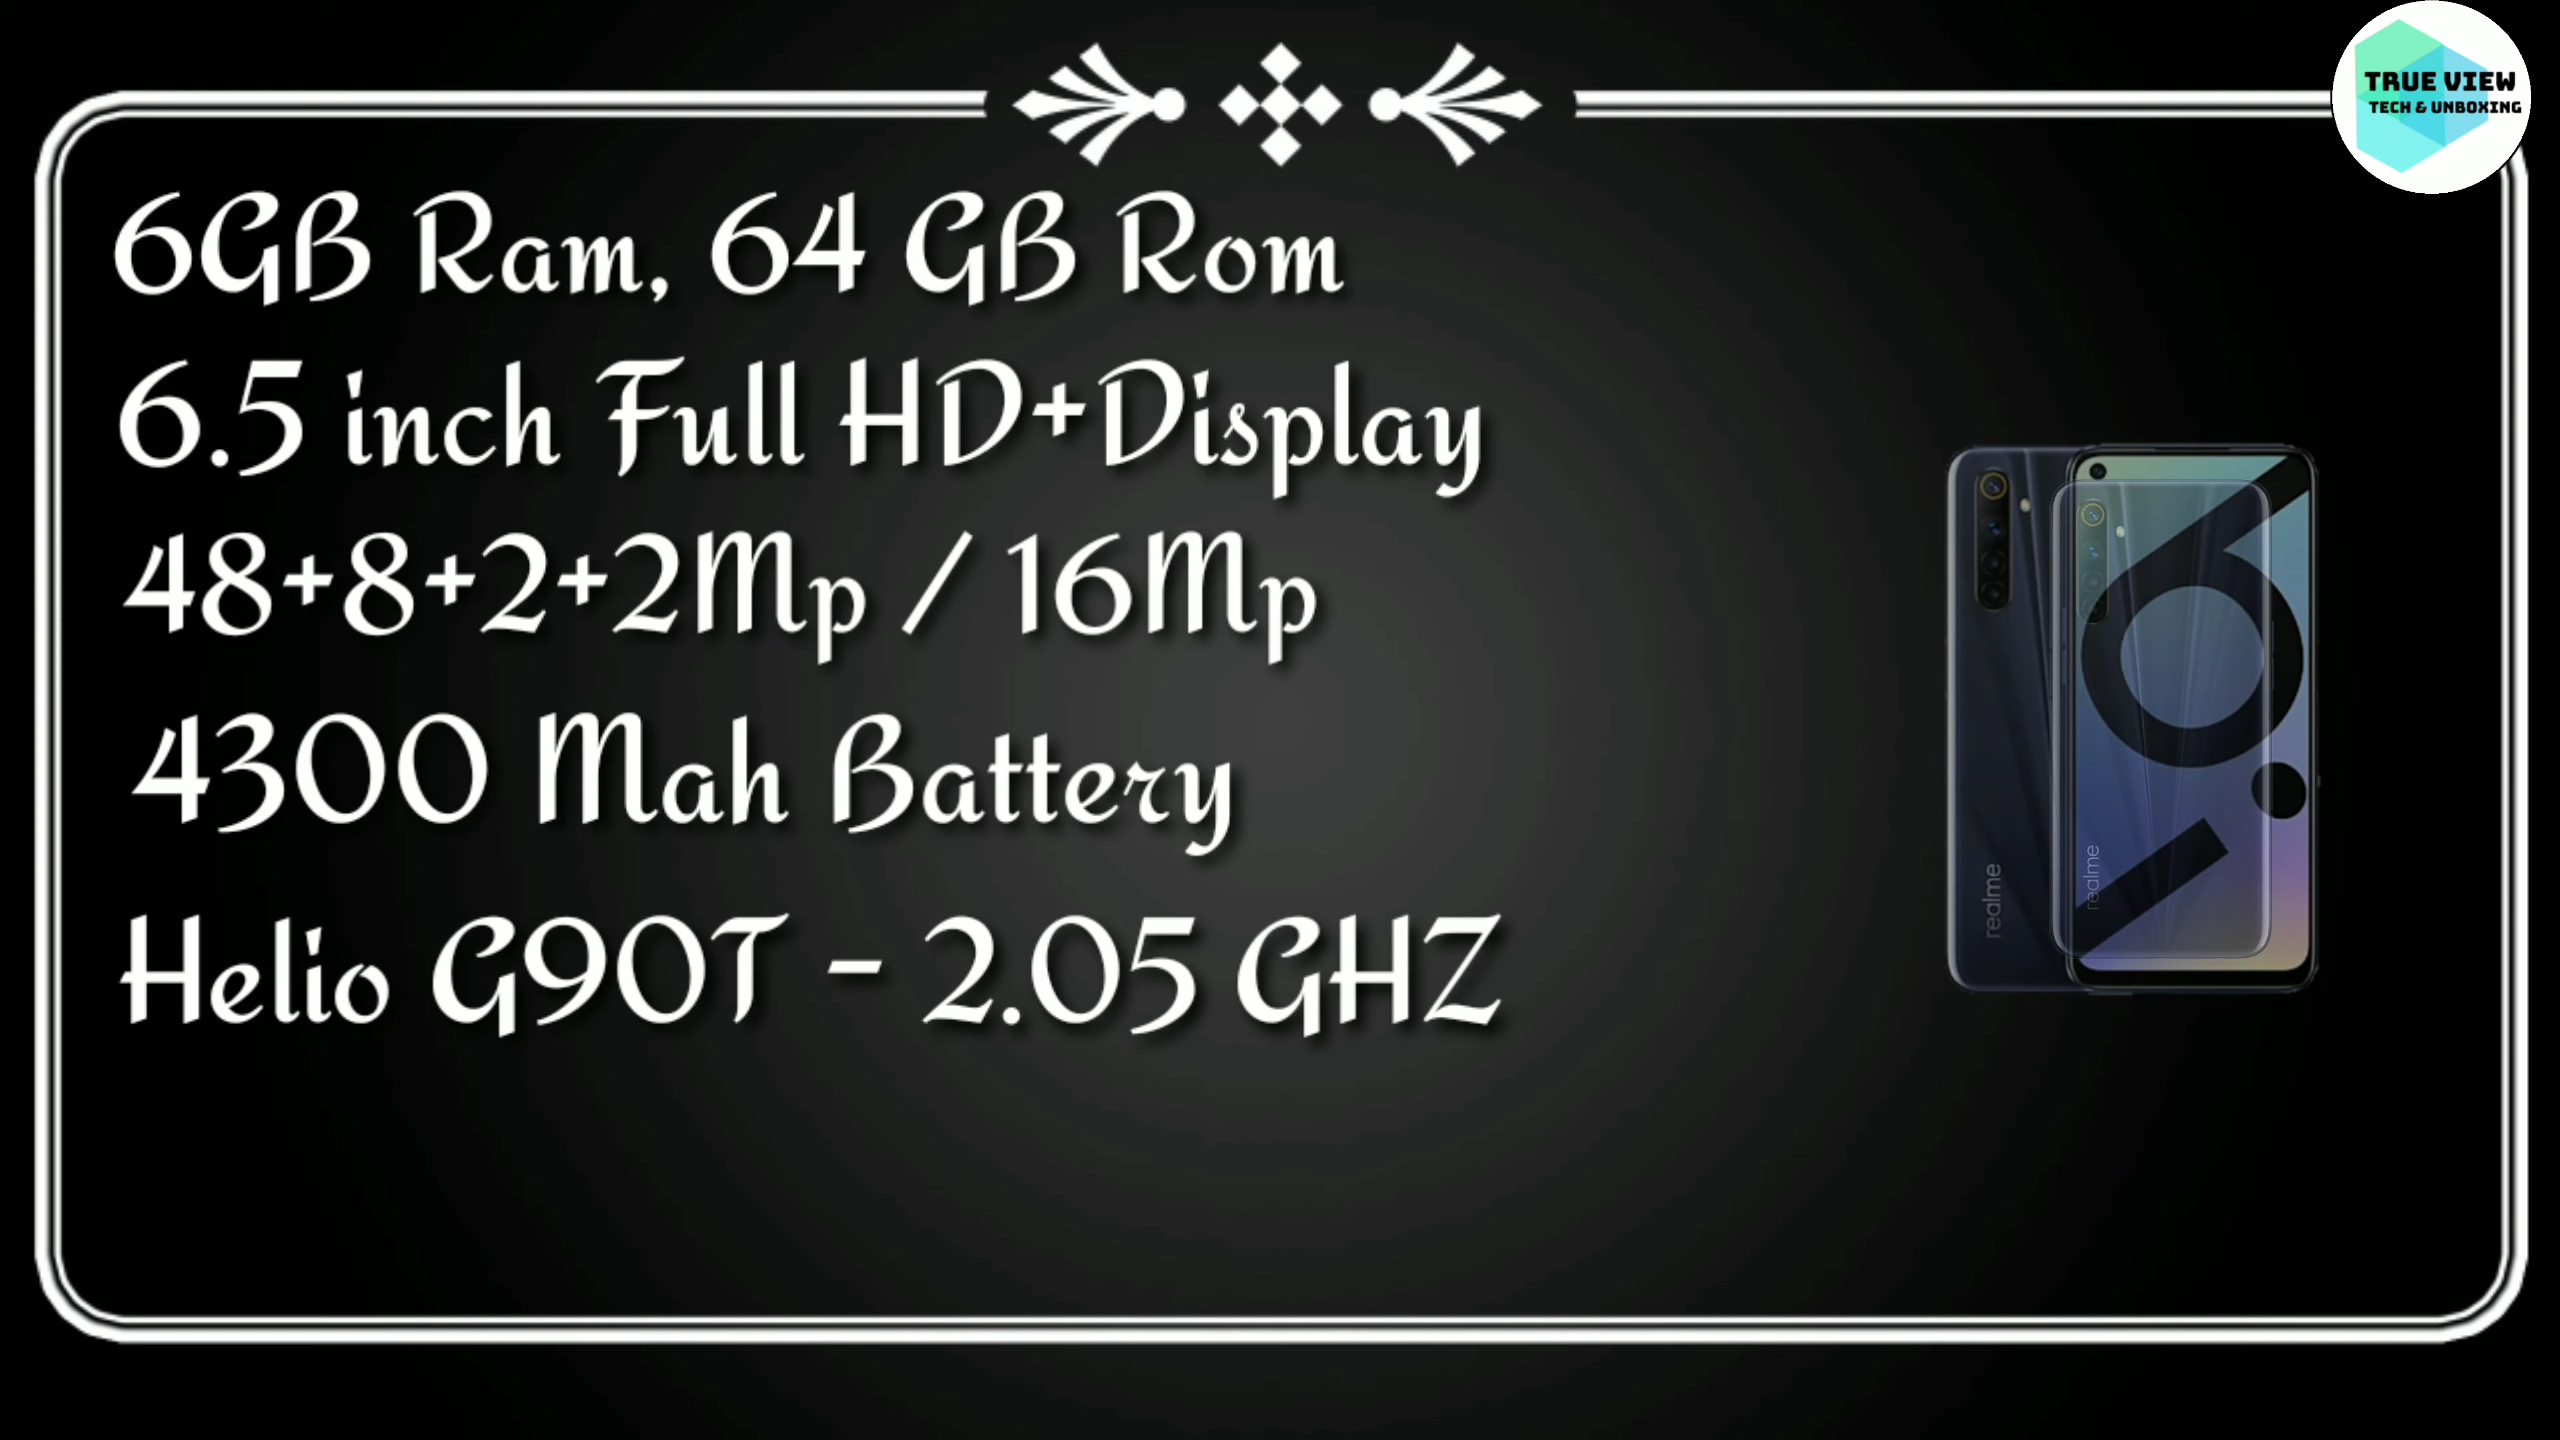 TRUE VIEW
TECH & UNBOXING
6GB Ram, 64 GB Rom
6.5 inch Full HD+Display
48+8+2+2Mp / 16Mp
4300 Mah Battery
Helio G90T - 2.05 GHZ
realme
realme